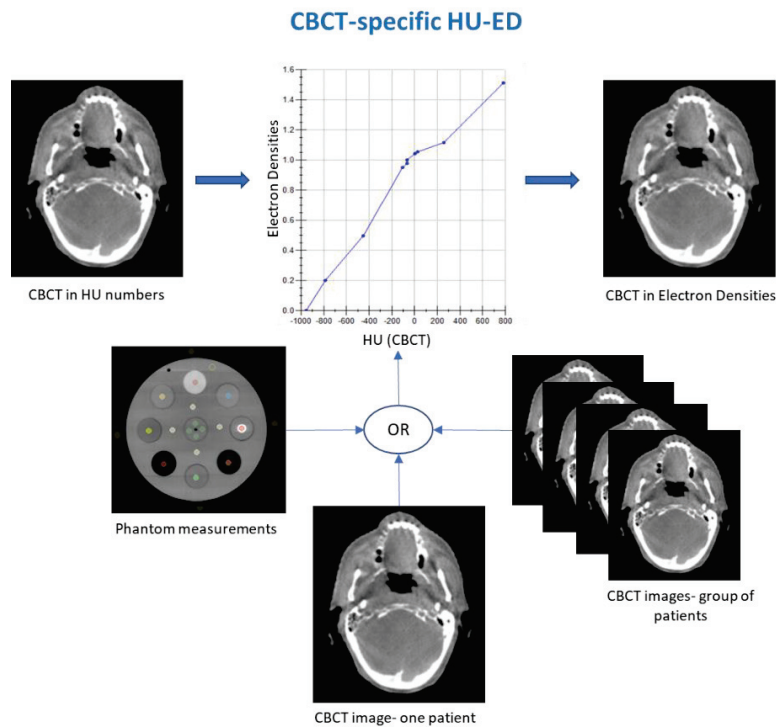 CBCT-specific HU-ED
1.6
1.4
1.2
1.0
0.8
0.6
0.4
0.2
0.0
Electron Densities
-1000 -800 -600 -400 -200 0 200 400 600 800
HU (CBCT)
CBCT in HU numbers
CBCT in Electron Densities
OR
Phantom measurements
CBCT images- group of
patients
CBCT image- one patient